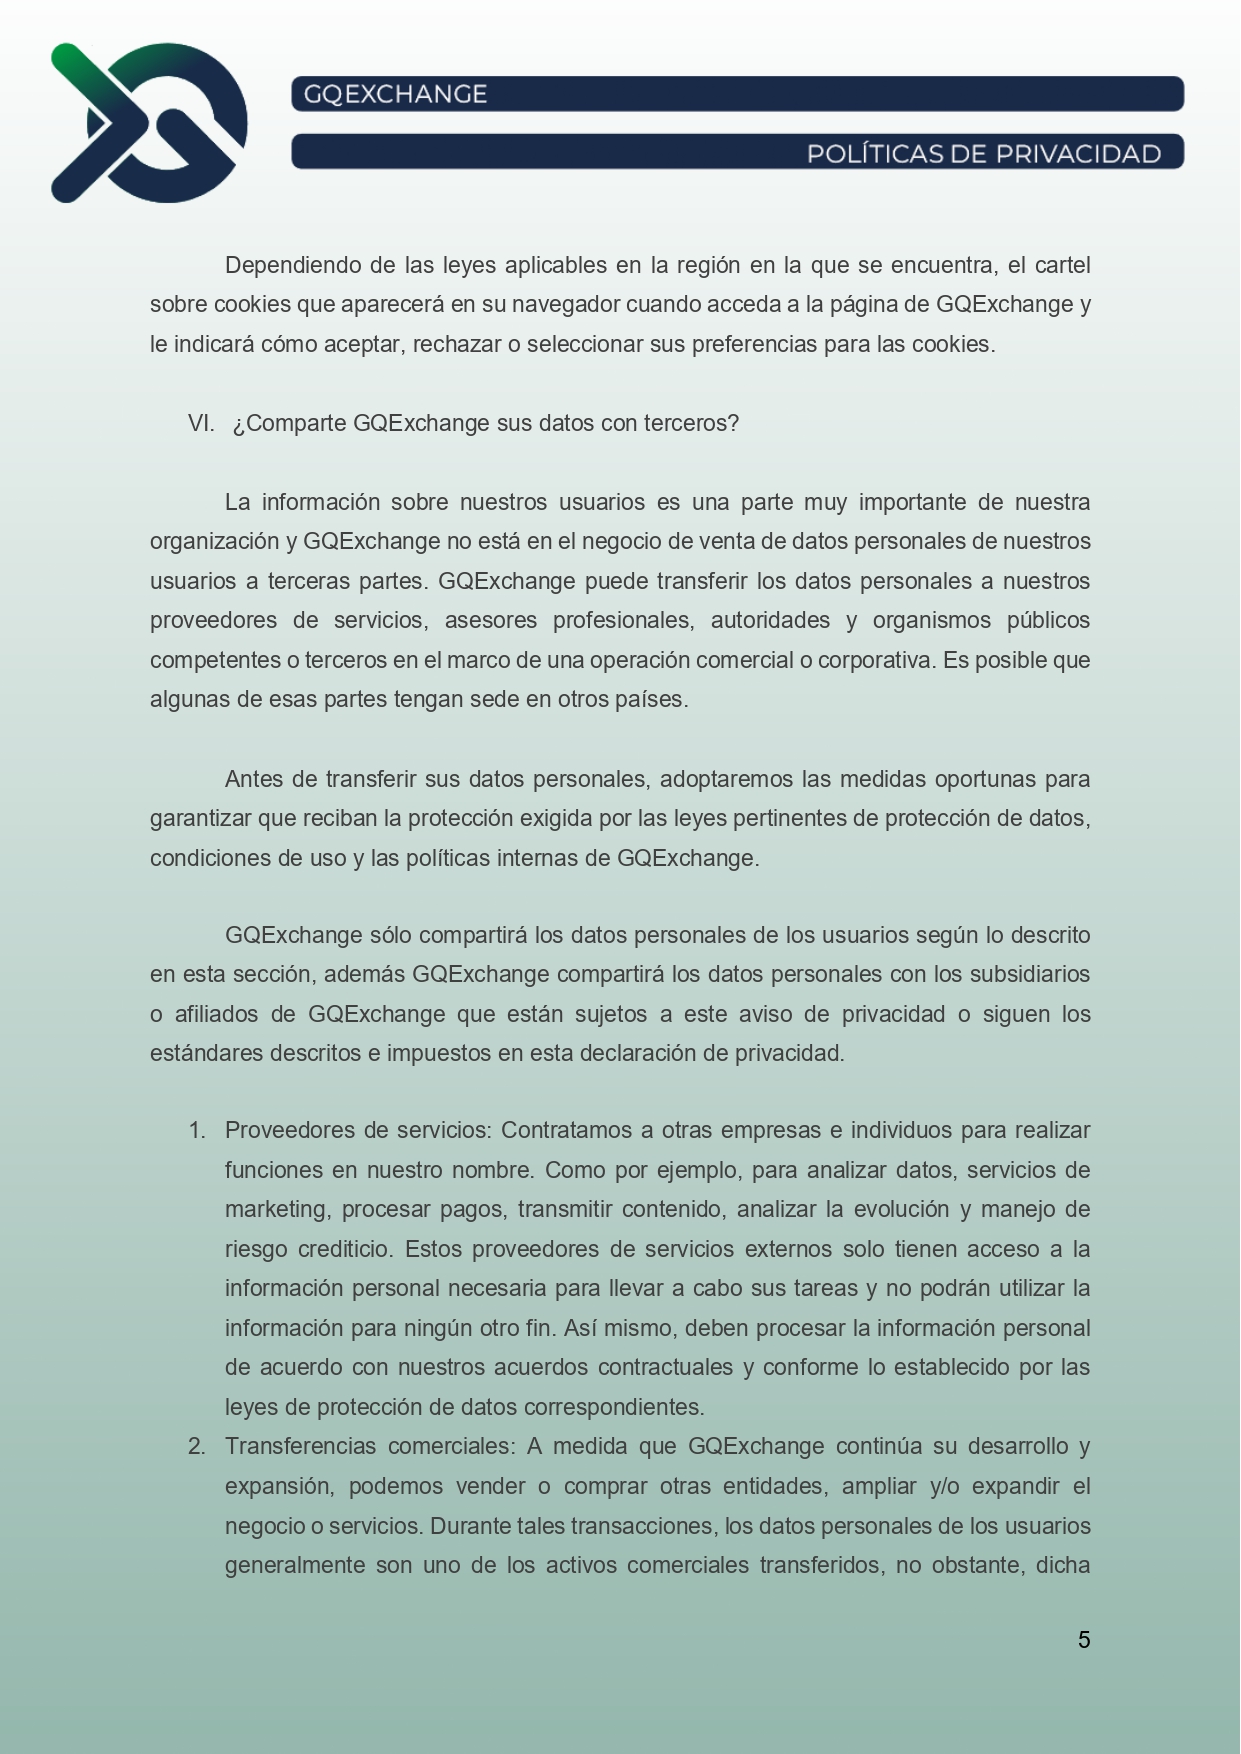 GQEXCHANGE
POLÍTICAS DE PRIVACIDAD
Dependiendo de las leyes aplicables en la región en la que se encuentra, el cartel
sobre cookies que aparecerá en su navegador cuando acceda a la página de GQExchange y
le indicará cómo aceptar, rechazar o seleccionar sus preferencias para las cookies.
VI. ¿Comparte GQExchange sus datos con terceros?
La información sobre nuestros usuarios es una parte muy importante de nuestra
organización y GQExchange no está en el negocio de venta de datos personales de nuestros
usuarios a terceras partes. GQExchange puede transferir los datos personales a nuestros
proveedores de servicios, asesores profesionales, autoridades y organismos públicos
competentes o terceros en el marco de una operación comercial o corporativa. Es posible que
algunas de esas partes tengan sede en otros países.
Antes de transferir sus datos personales, adoptaremos las medidas oportunas para
garantizar que reciban la protección exigida por las leyes pertinentes de protección de datos,
condiciones de uso y las políticas internas de GQExchange.
GQExchange sólo compartirá los datos personales de los usuarios según lo descrito
en esta sección, además GQExchange compartirá los datos personales con los subsidiarios
o afiliados de GQExchange que están sujetos a este aviso de privacidad o siguen los
estándares descritos e impuestos en esta declaración de privacidad.
1. Proveedores de servicios: Contratamos a otras empresas e individuos para realizar
funciones en nuestro nombre. Como por ejemplo, para analizar datos, servicios de
marketing, procesar pagos, transmitir contenido, analizar la evolución y manejo de
riesgo crediticio. Estos proveedores de servicios externos solo tienen acceso a la
información personal necesaria para llevar a cabo sus tareas y no podrán utilizar la
información para ningún otro fin. Así mismo, deben procesar la información personal
de acuerdo con nuestros acuerdos contractuales y conforme lo establecido por las
leyes de protección de datos correspondientes.
2. Transferencias comerciales: A medida que GQExchange continúa su desarrollo y
expansión, podemos vender o comprar otras entidades, ampliar y/o expandir el
negocio o servicios. Durante tales transacciones, los datos personales de los usuarios
generalmente son uno de los activos comerciales transferidos, no obstante, dicha
5